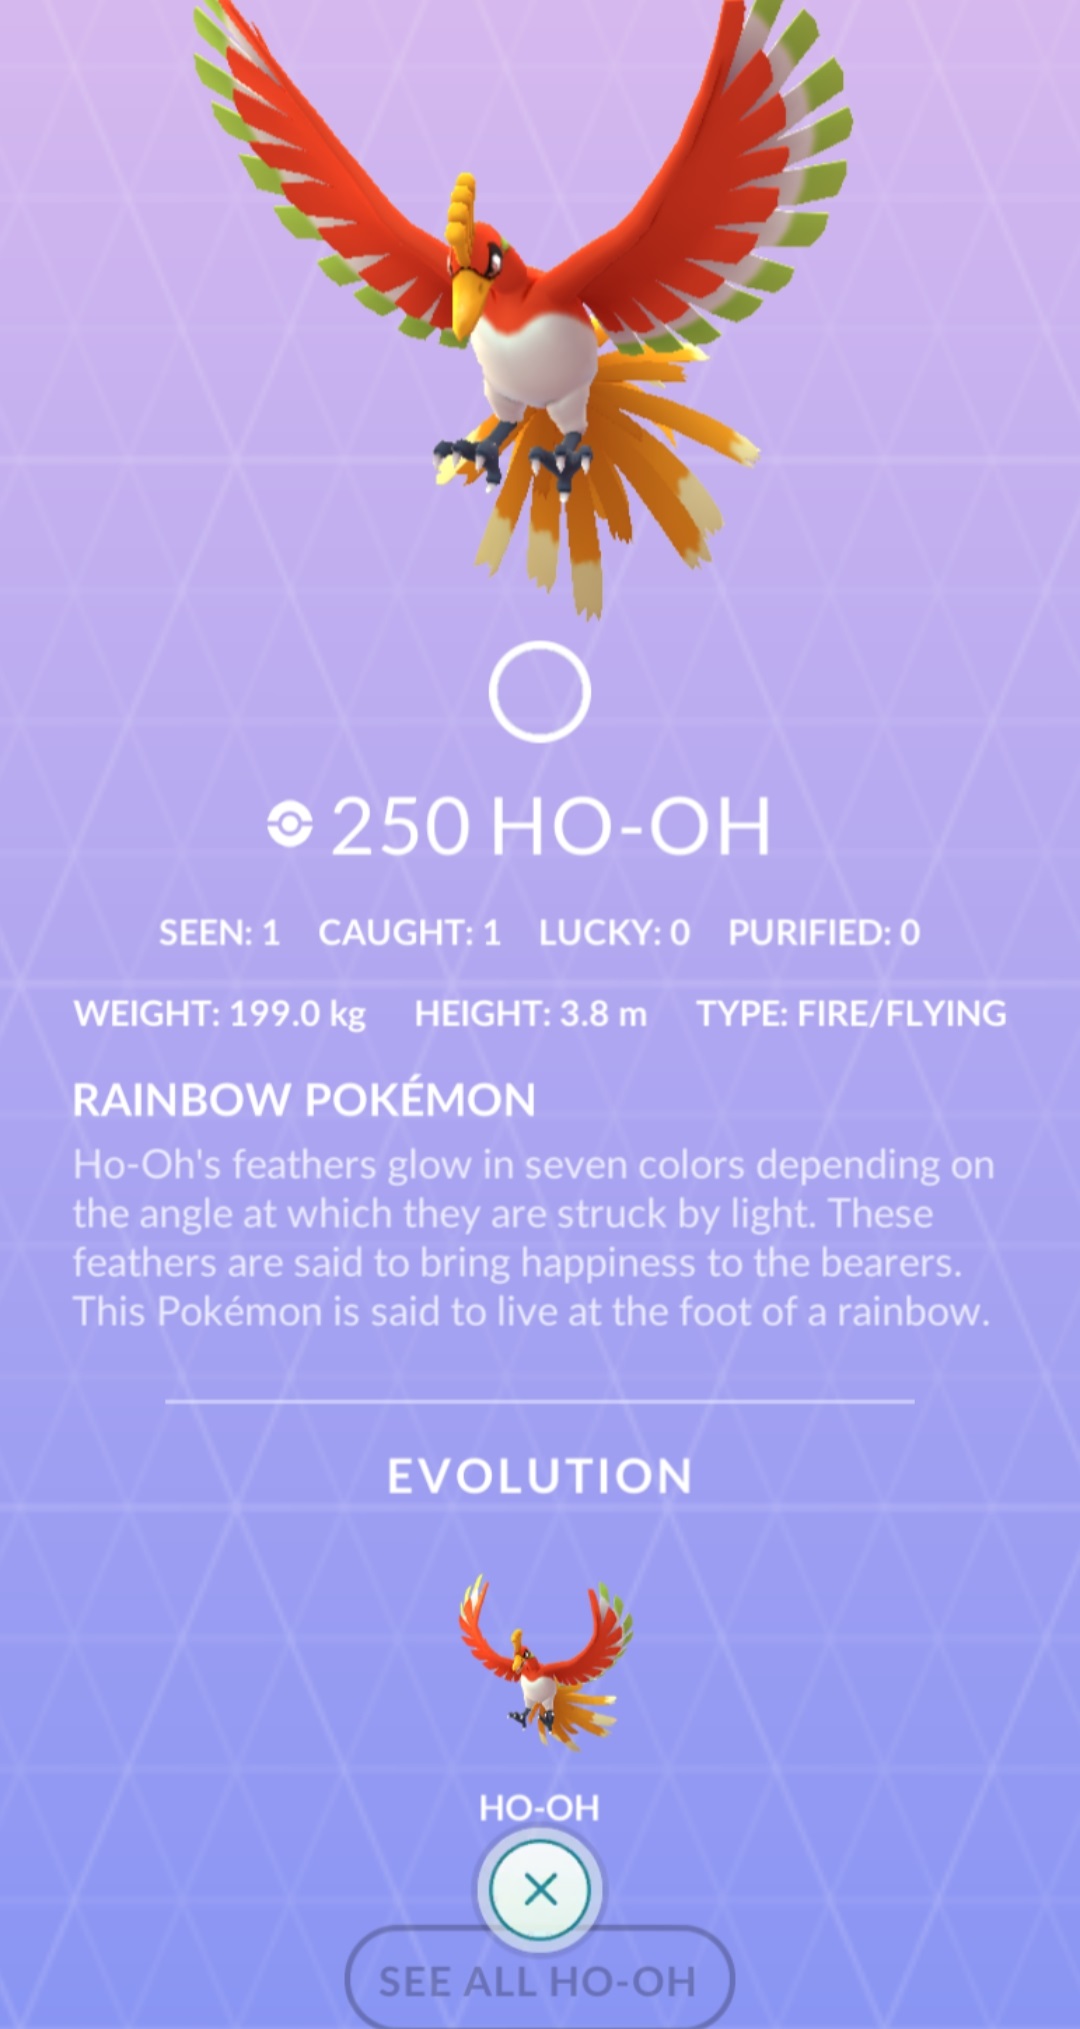 250 HO-OH
SEEN: 1 CAUGHT: 1 LUCKY: 0 PURIFIED: 0
WEIGHT: 199.0 kg HEIGHT: 3.8 m TYPE: FIRE/FLYING
RAINBOW POKÉMON
Ho-Oh's feathers glow in seven colors depending on
the angle at which they are struck by light. These
feathers are said to bring happiness to the bearers.
This Pokémon is said to live at the foot of a rainbow.
EVOLUTION
HO-OH
SEE ALL HO-OH